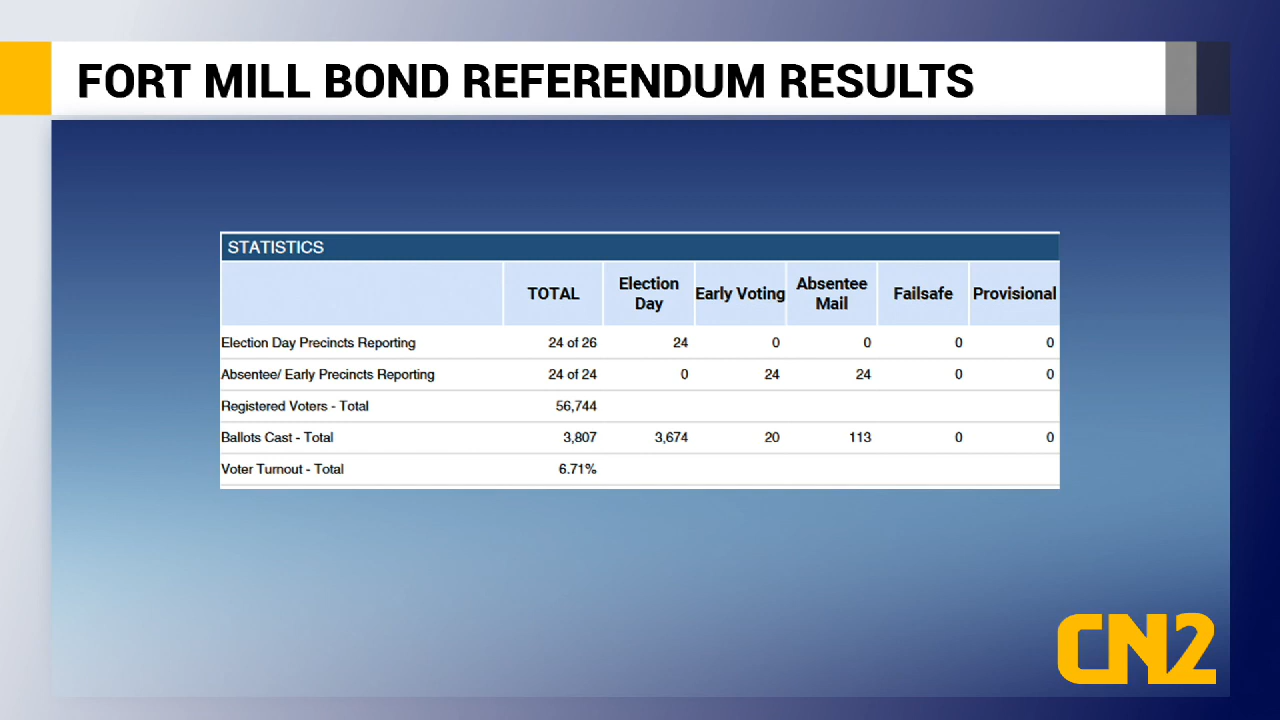 FORT MILL BOND REFERENDUM RESULTS
STATISTICS
TOTAL Election Day Early Voting Absentee Mail Failsafe Provisional
Election Day Precincts Reporting 24 of 26 24 0 0 0 0
Absentee/ Early Precincts Reporting 24 of 24 0 24 24 0 0
Registered Voters - Total 56,744
Ballots Cast - Total 3,807 3,674 20 113 0 0
Voter Turnout - Total 6.71%
CN2